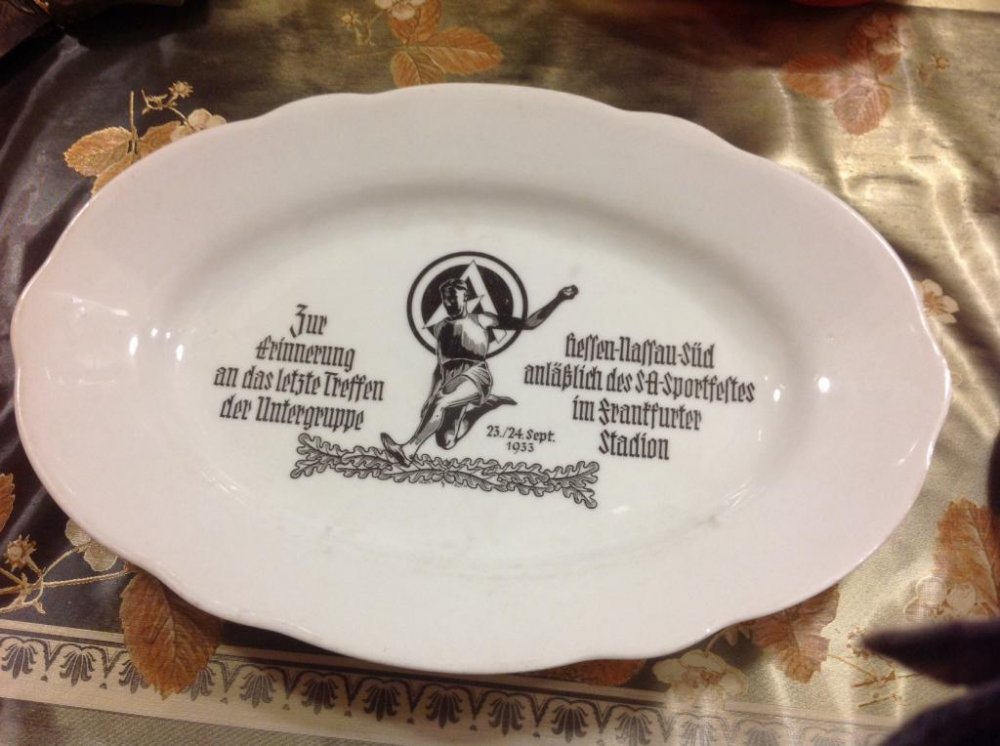 Zur
Erinnerung
an das letzte Treffen
der Untergruppe
Hessen-Nassau-Süd
anläßlich des SA-Sportfestes
im Frankfurter
Stadion
23./24. Sept.
1933